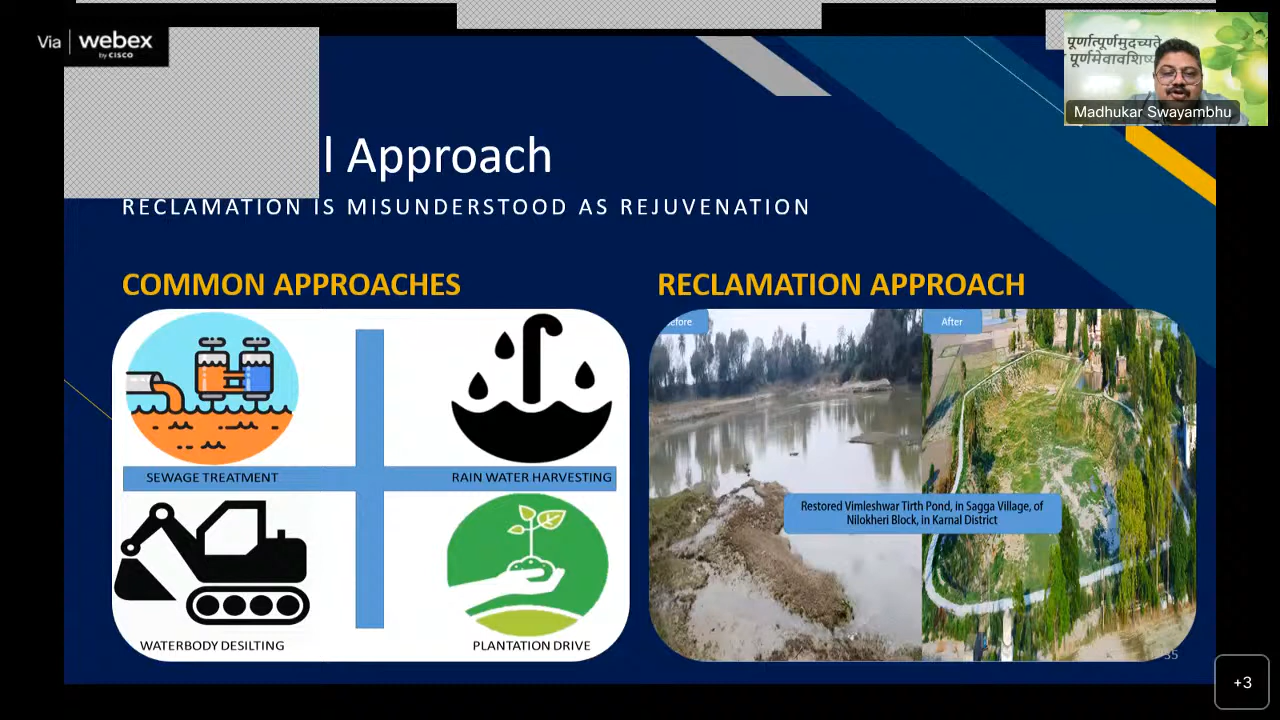 Via webex
by CISCO
पूर्णात्पूर्णमुदच्यते
पूर्णमेवावशिष्य
Madhukar Swayambhu
l Approach
RECLAMATION IS MISUNDERSTOOD AS REJUVENATION
COMMON APPROACHES
RECLAMATION APPROACH
SEWAGE TREATMENT
RAIN WATER HARVESTING
WATERBODY DESILTING
PLANTATION DRIVE
efore
After
Restored Vimleshwar Tirth Pond, in Sagga Village, of
Nilokheri Block, in Karnal District
35
+3